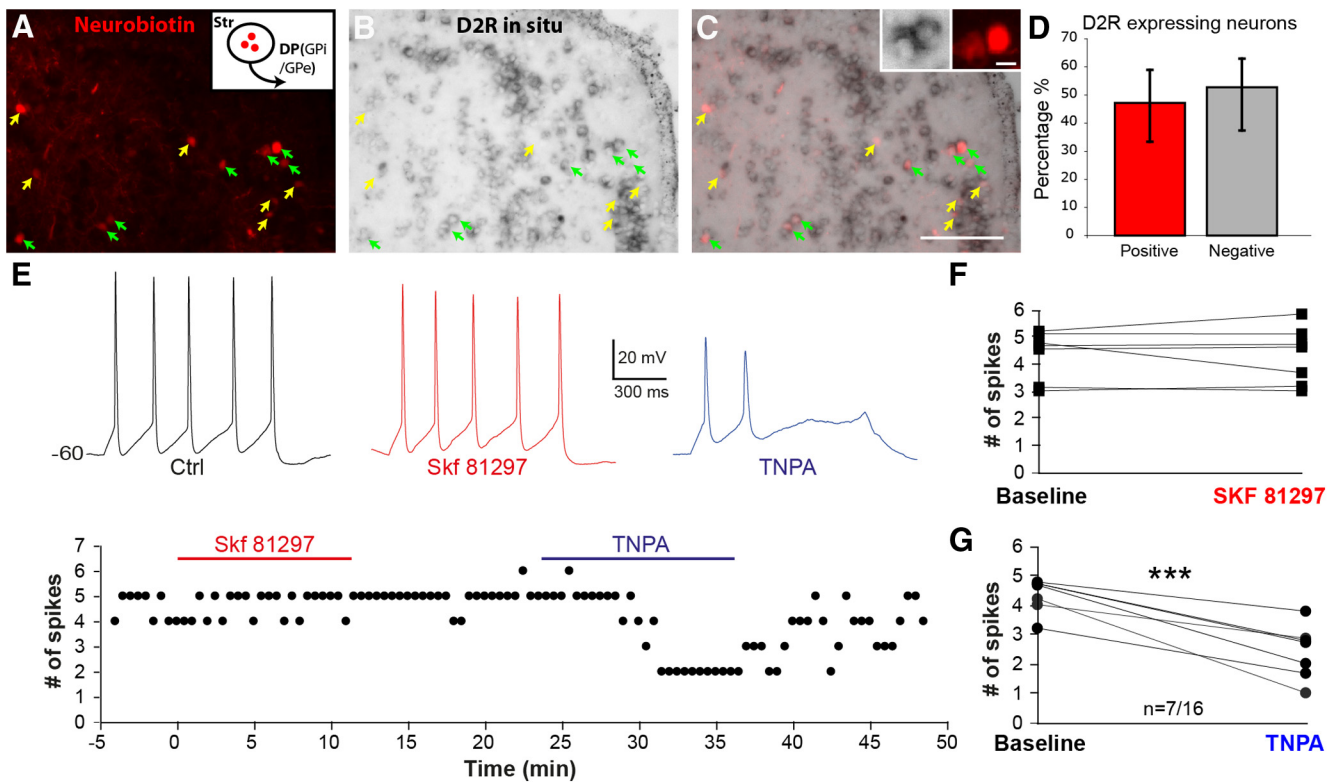 A
Neurobiotin
Str
DP(GPi
/GPe)
B
D2R in situ
C
D
D2R expressing neurons
Percentage %
70
60
50
40
30
20
10
0
Positive
Negative
E
-60
Ctrl
Skf 81297
20 mV
300 ms
TNPA
Skf 81297
TNPA
# of spikes
7
6
5
4
3
2
1
0
-5
0
5
10
15
20
25
30
35
40
45
50
Time (min)
F
# of spikes
6
5
4
3
2
1
0
Baseline
SKF 81297
G
# of spikes
6
5
4
3
2
1
0
***
n=7/16
Baseline
TNPA